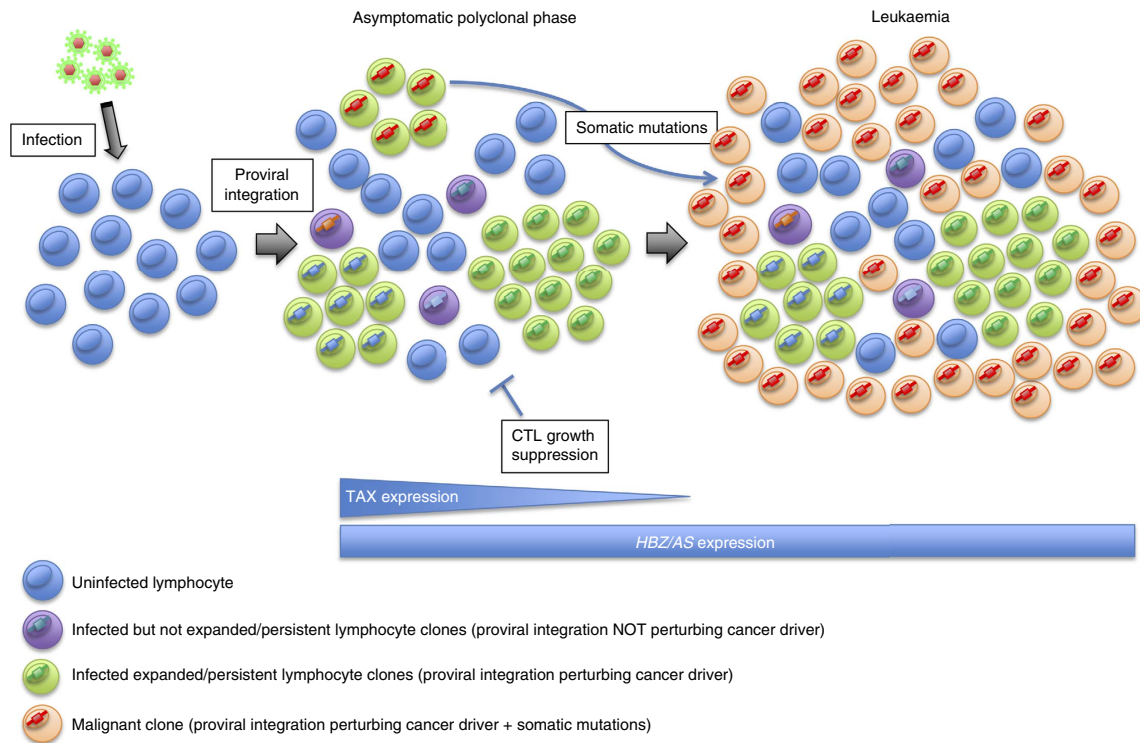 Asymptomatic polyclonal phase
Leukaemia
Infection
Somatic mutations
Proviral
integration
CTL growth
suppression
TAX expression
HBZ/AS expression
Uninfected lymphocyte
Infected but not expanded/persistent lymphocyte clones (proviral integration NOT perturbing cancer driver)
Infected expanded/persistent lymphocyte clones (proviral integration perturbing cancer driver)
Malignant clone (proviral integration perturbing cancer driver + somatic mutations)